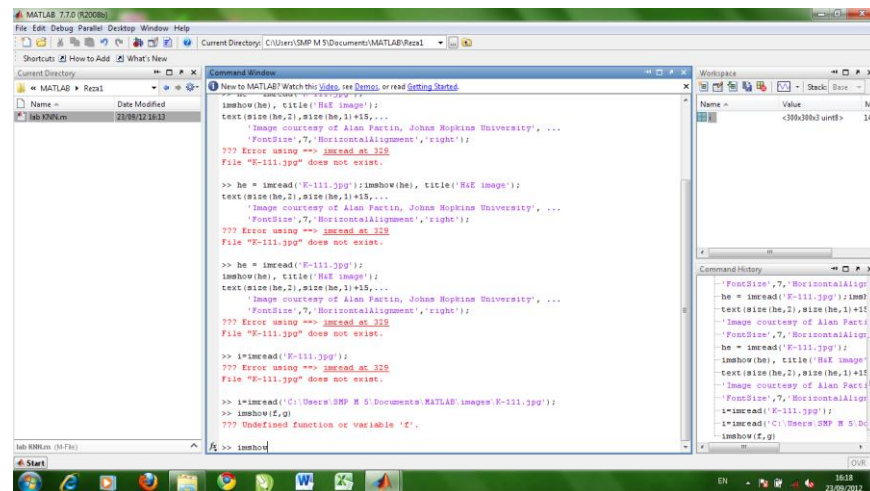 MATLAB 7.7.0 (R2008b)
File Edit Debug Parallel Desktop Window Help
Current Directory: C:\Users\SMP M 5\Documents\MATLAB\Reza1
Shortcuts How to Add What's New
Current Directory
« MATLAB ▸ Reza1
Name Date Modified
lab KNN.m 23/09/12 16:13
lab KNN.m (M-File)
Command Window
New to MATLAB? Watch this Video, see Demos, or read Getting Started.
imshow(he), title('H&E image');
text(size(he,2),size(he,1)+15,...
'Image courtesy of Alan Partin, Johns Hopkins University', ...
'FontSize',7,'HorizontalAlignment','right');
??? Error using ==> imread at 329
File "K-111.jpg" does not exist.
>> he = imread('K-111.jpg');imshow(he), title('H&E image');
text(size(he,2),size(he,1)+15,...
'Image courtesy of Alan Partin, Johns Hopkins University', ...
'FontSize',7,'HorizontalAlignment','right');
??? Error using ==> imread at 329
File "K-111.jpg" does not exist.
>> he = imread('K-111.jpg');
imshow(he), title('H&E image');
text(size(he,2),size(he,1)+15,...
'Image courtesy of Alan Partin, Johns Hopkins University', ...
'FontSize',7,'HorizontalAlignment','right');
??? Error using ==> imread at 329
File "K-111.jpg" does not exist.
>> i=imread('K-111.jpg');
??? Error using ==> imread at 329
File "K-111.jpg" does not exist.
>> i=imread('C:\Users\SMP M 5\Documents\MATLAB\images\K-111.jpg');
>> imshow(f,g)
??? Undefined function or variable 'f'.
fx >> imshow
Workspace
Stack: Base
Name Value
i <300x300x3 uint8>
Command History
'FontSize',7,'HorizontalAlign
he = imread('K-111.jpg');imsh
text(size(he,2),size(he,1)+15
'Image courtesy of Alan Parti
'FontSize',7,'HorizontalAlign
he = imread('K-111.jpg');
imshow(he), title('H&E image'
text(size(he,2),size(he,1)+15
'Image courtesy of Alan Parti
'FontSize',7,'HorizontalAlign
i=imread('K-111.jpg');
i=imread('C:\Users\SMP M 5\Do
imshow(f,g)
Start
OVR
EN
16:18
23/09/2012